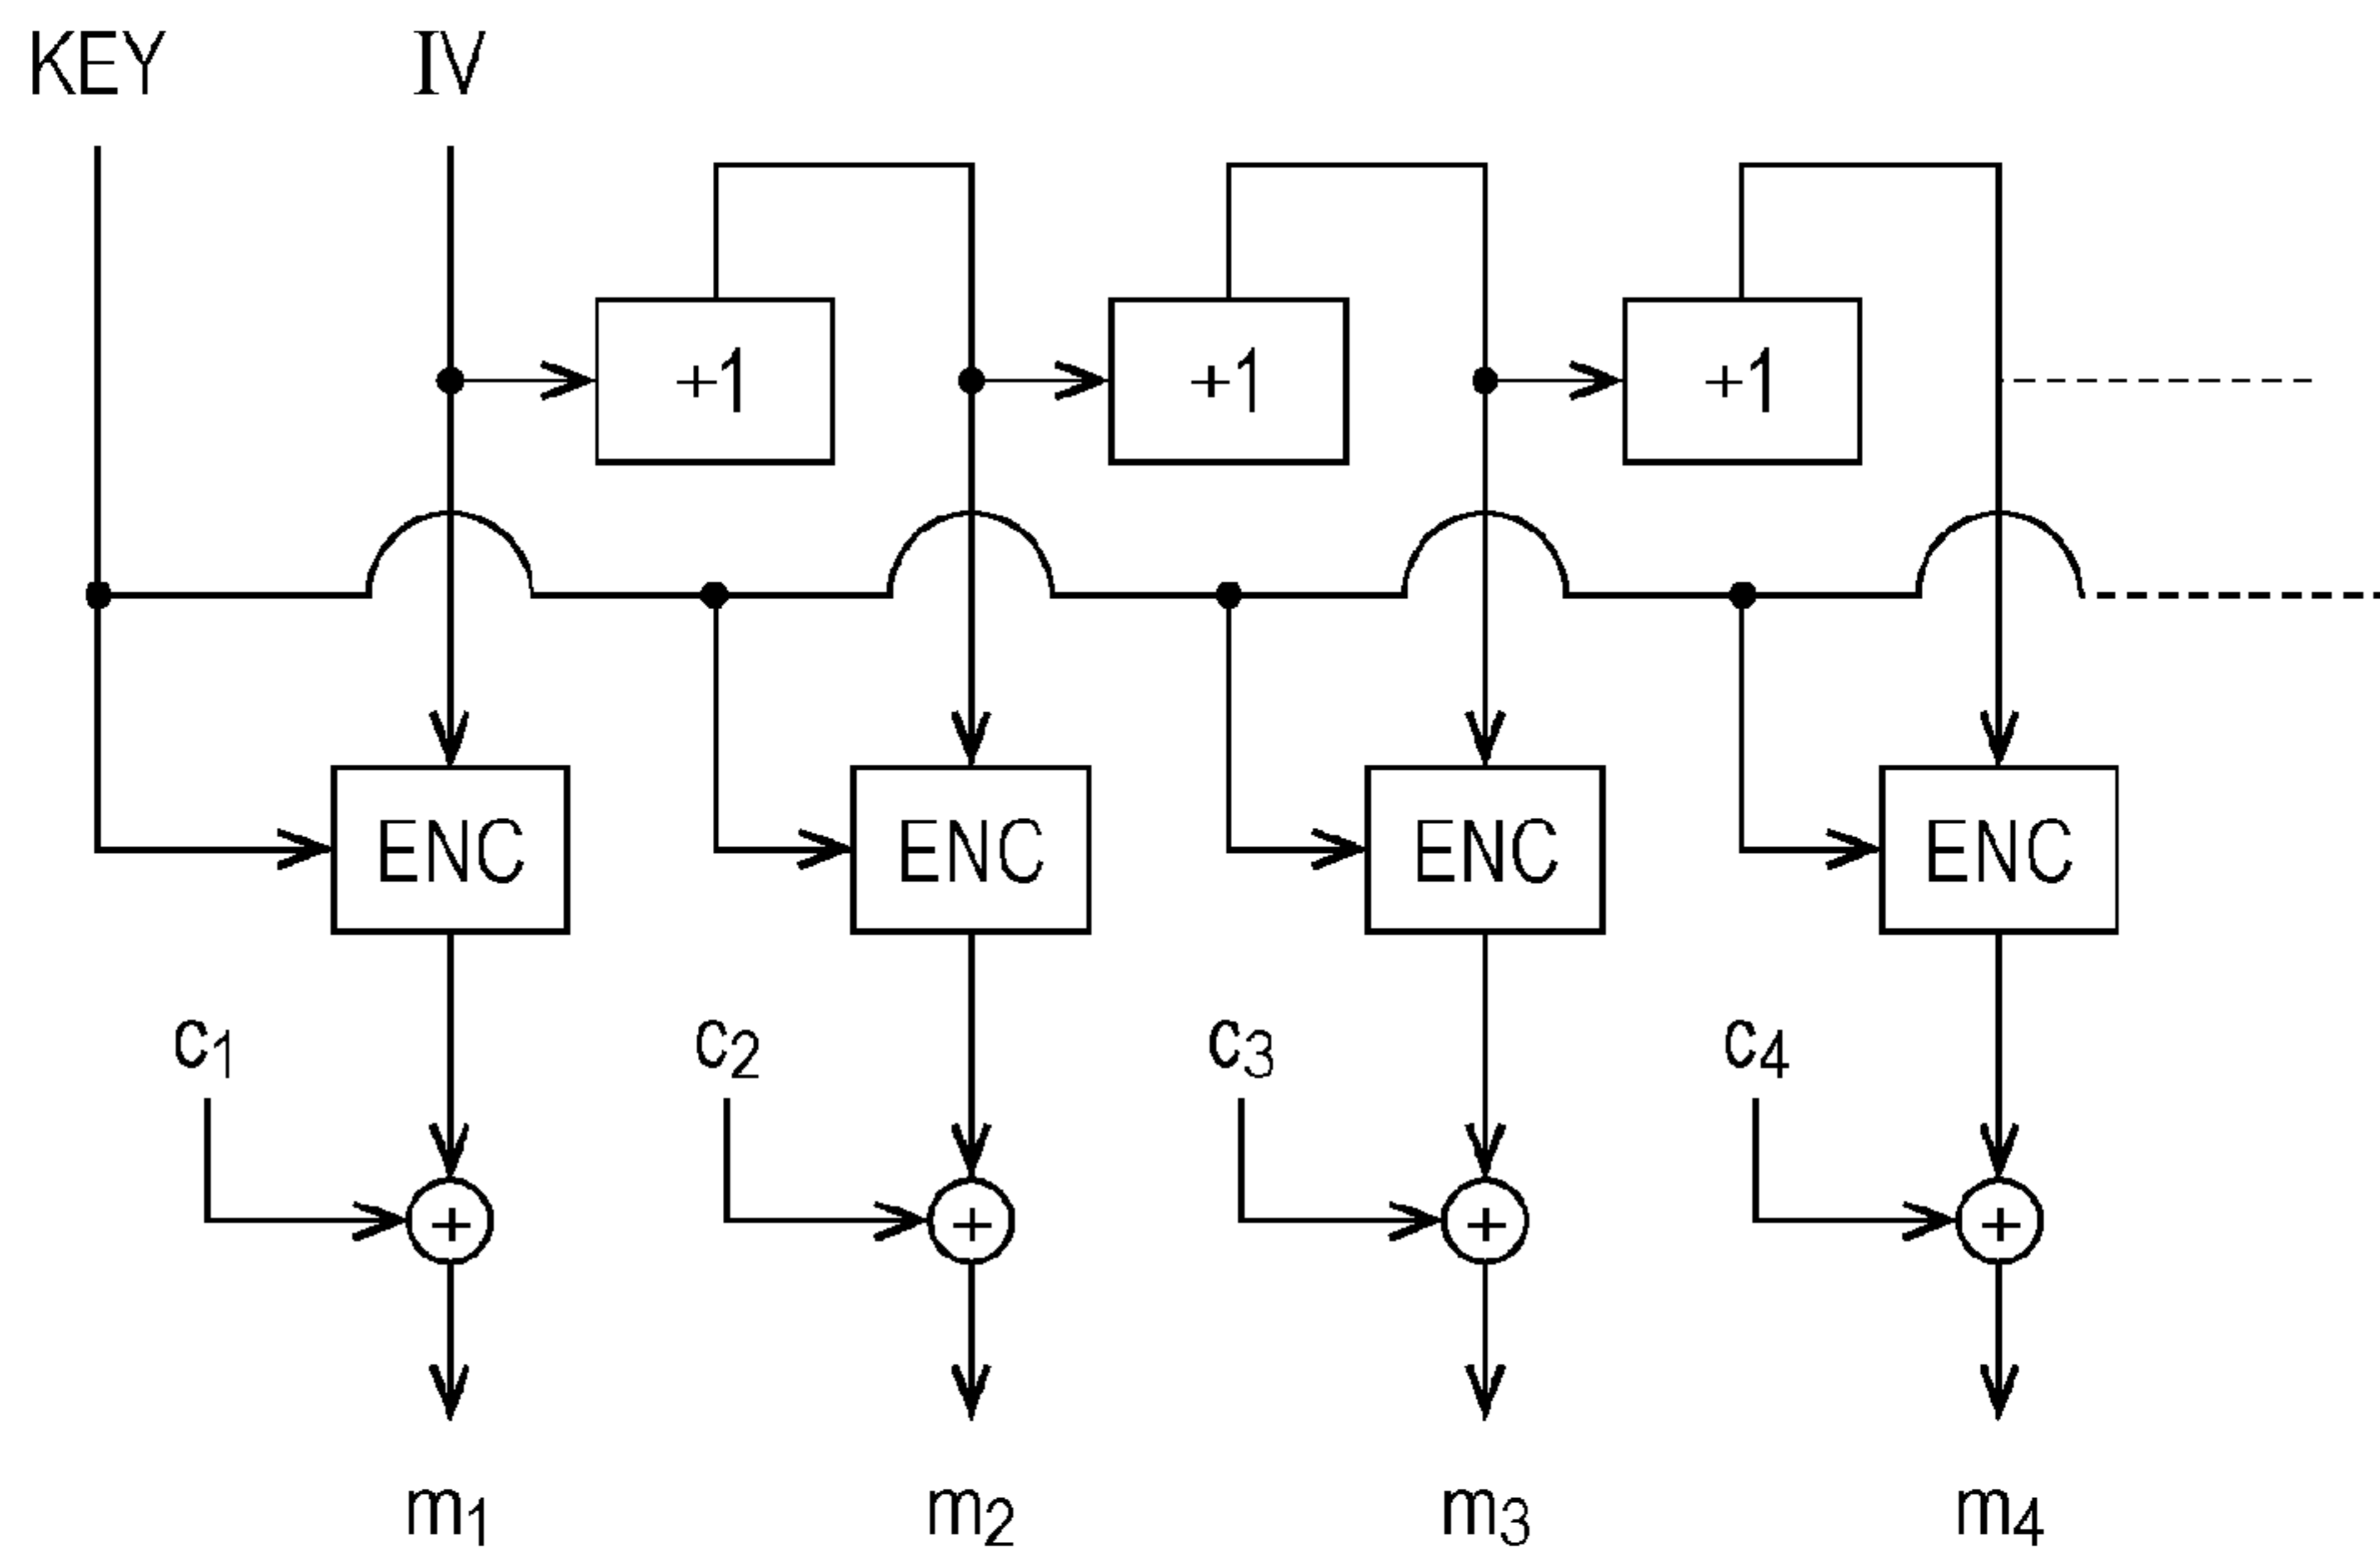 KEY IV
+1 +1 +1
ENC ENC ENC ENC
c1 c2 c3 c4
+ + + +
m1 m2 m3 m4